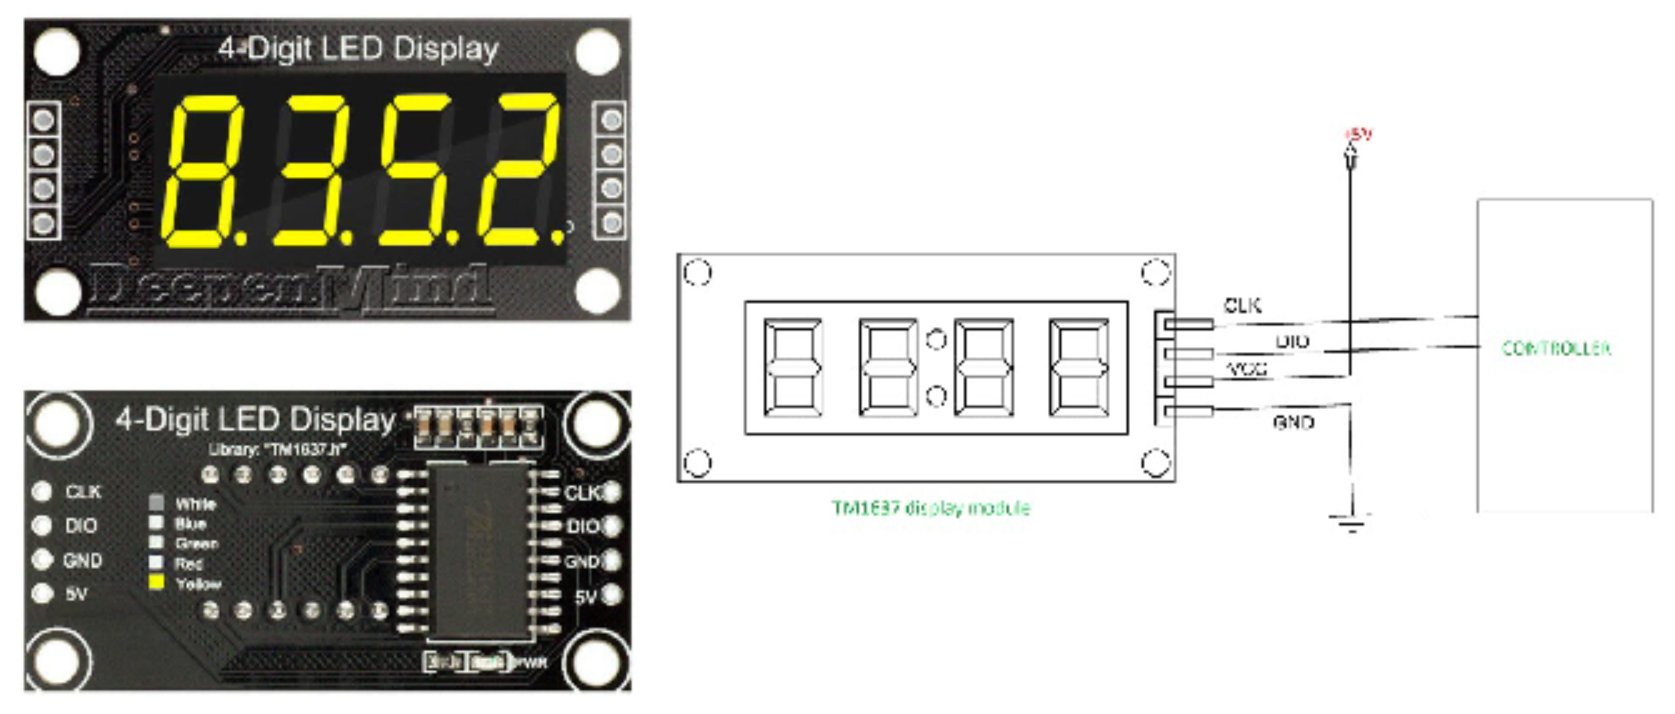 4-Digit LED Display
8.3.5.2.
DeepenMind
4-Digit LED Display
Library: "TM1637.h"
CLK
DIO
GND
5V
White
Blue
Green
Red
Yellow
CLK
DIO
GND
5V
PWR
+5V
CLK
DIO
VCC
GND
CONTROLLER
TM1637 display module